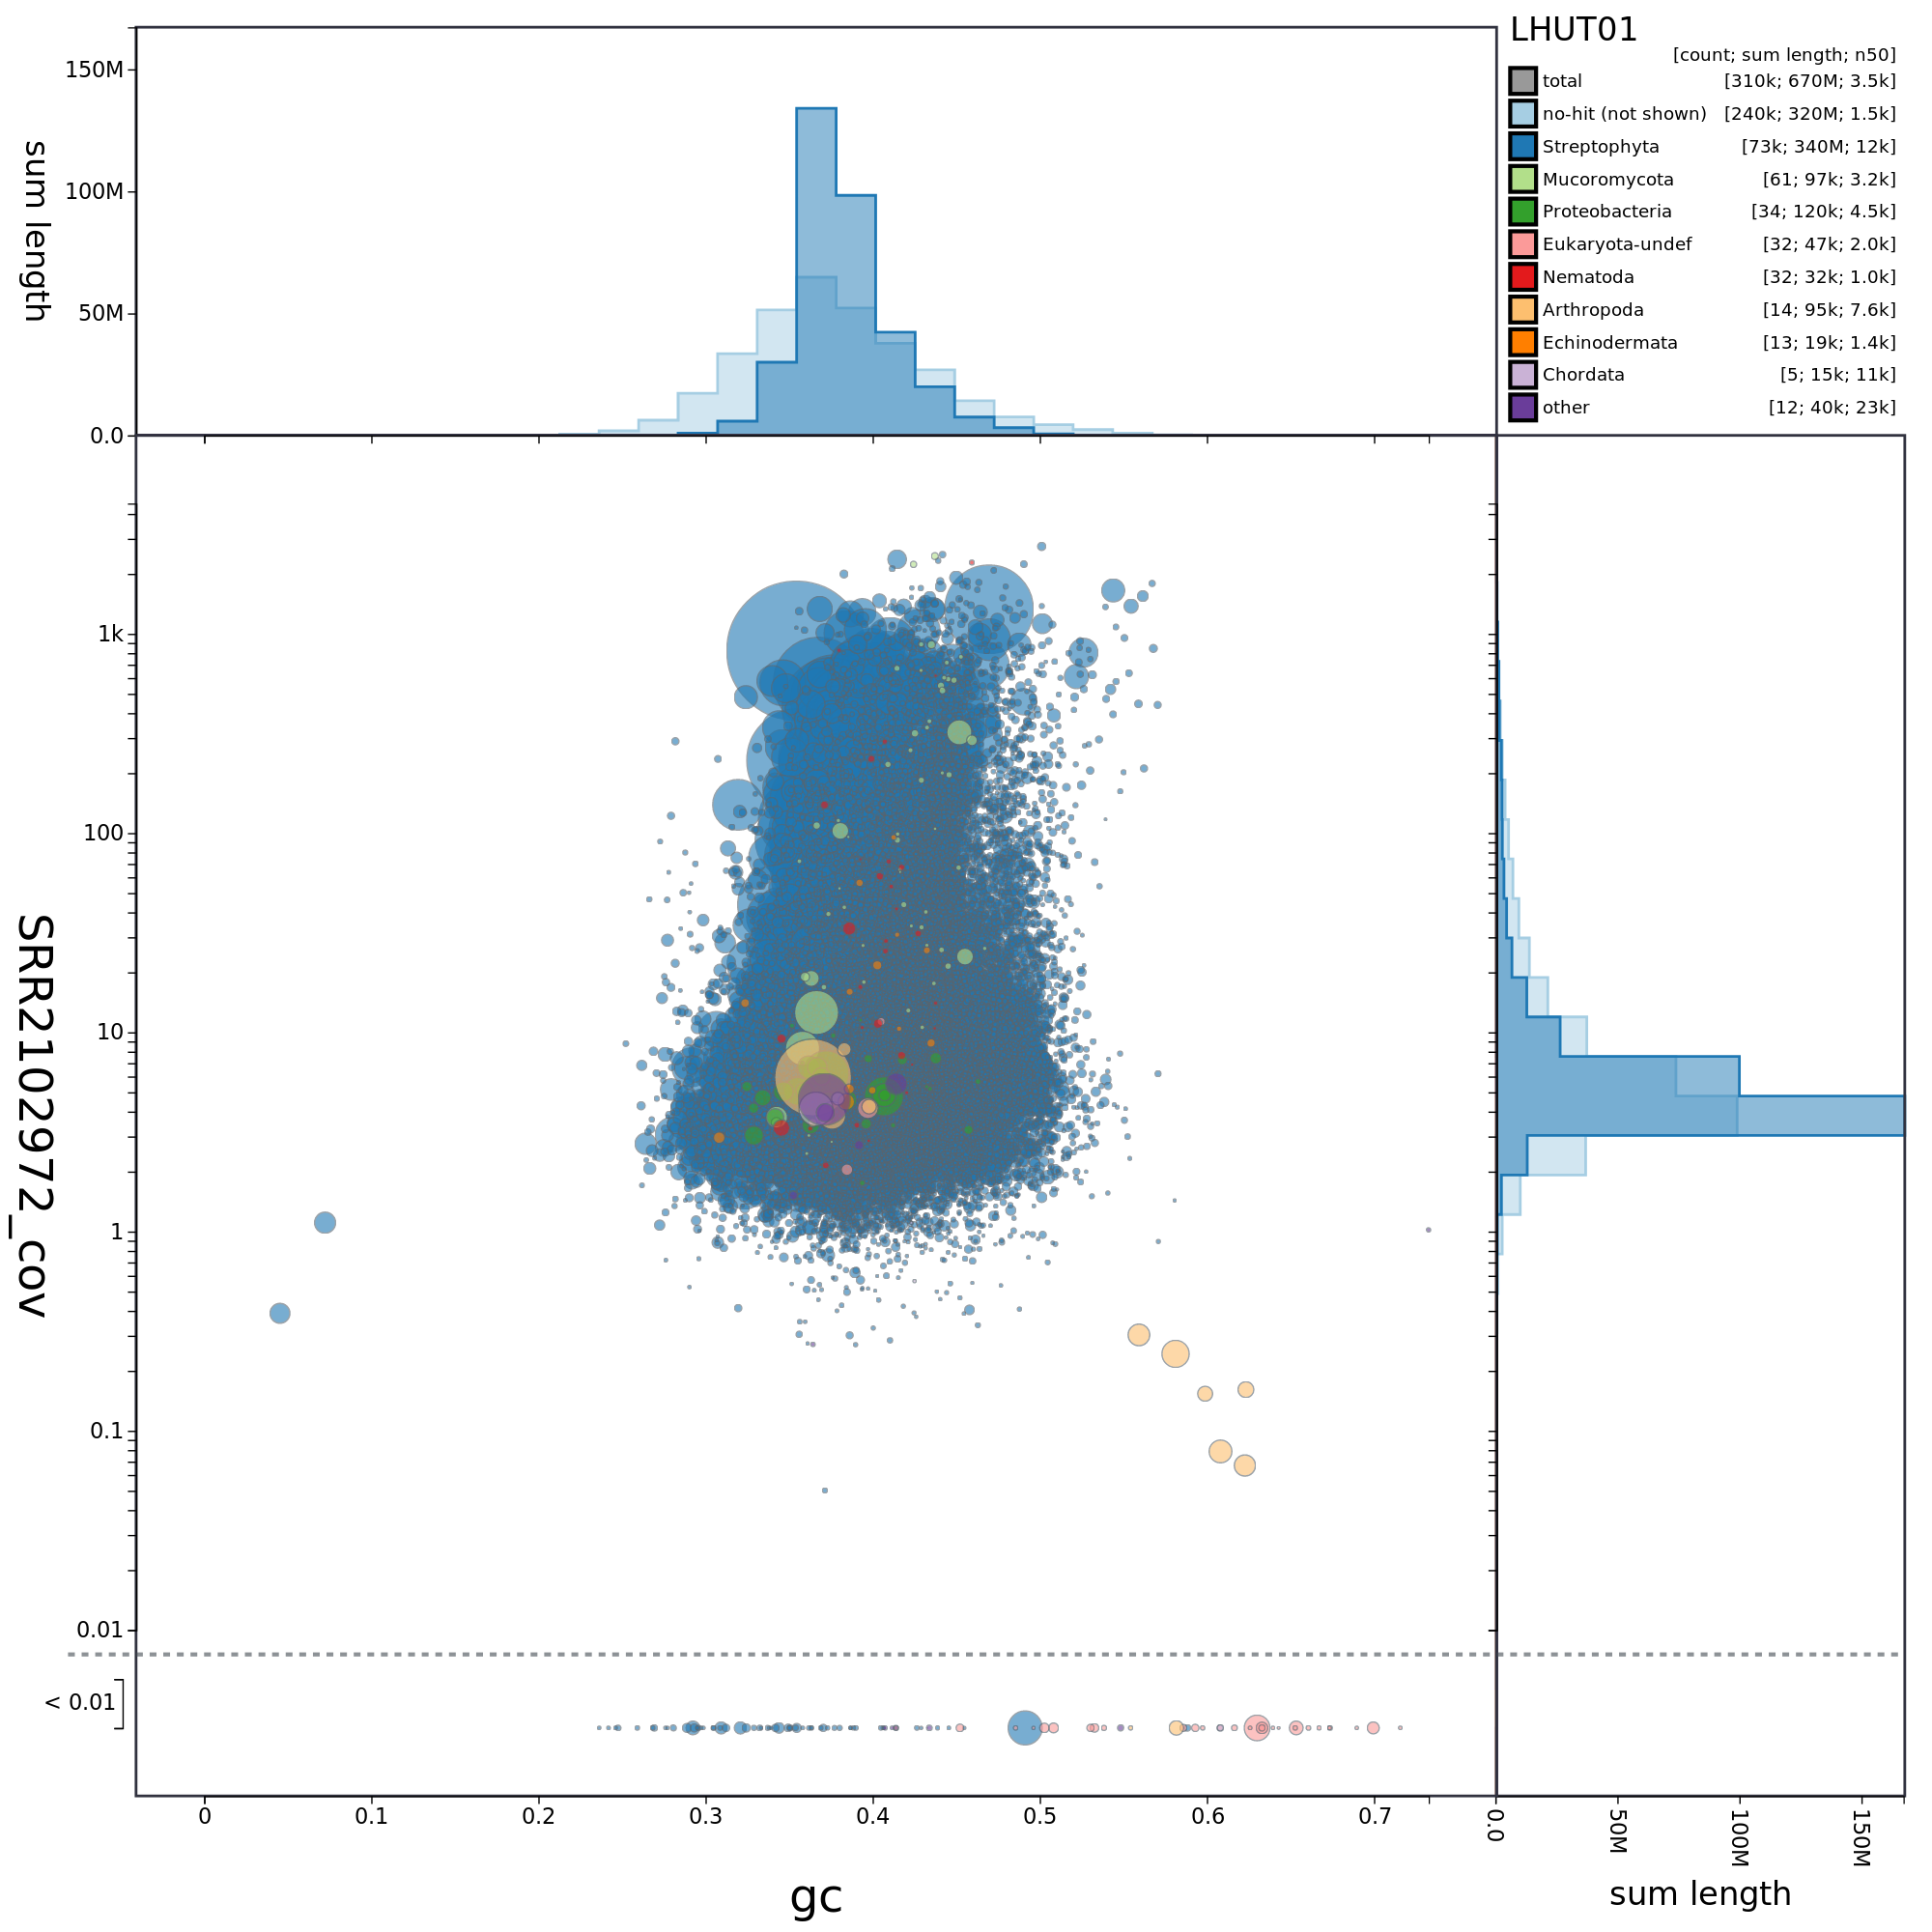 LHUT01
[count; sum length; n50]
total [310k; 670M; 3.5k]
no-hit (not shown) [240k; 320M; 1.5k]
Streptophyta [73k; 340M; 12k]
Mucoromycota [61; 97k; 3.2k]
Proteobacteria [34; 120k; 4.5k]
Eukaryota-undef [32; 47k; 2.0k]
Nematoda [32; 32k; 1.0k]
Arthropoda [14; 95k; 7.6k]
Echinodermata [13; 19k; 1.4k]
Chordata [5; 15k; 11k]
other [12; 40k; 23k]
sum length
150M
100M
50M
0.0
SRR2102972_cov
1k
100
10
1
0.1
0.01
< 0.01
0 0.1 0.2 0.3 0.4 0.5 0.6 0.7
gc
0.0 50M 100M 150M
sum length